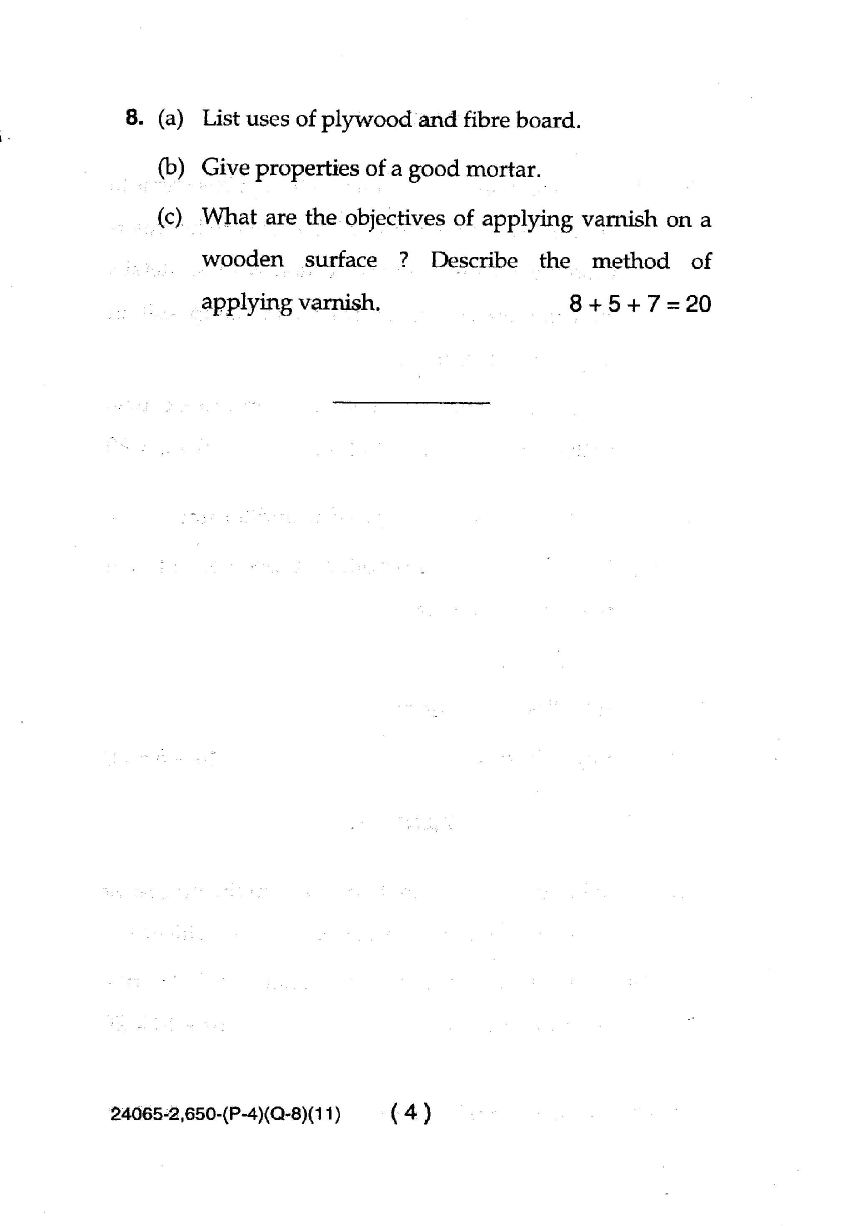 8. (a) List uses of plywood and fibre board.
(b) Give properties of a good mortar.
(c) What are the objectives of applying varnish on a
wooden surface ? Describe the method of
applying varnish. 8 + 5 + 7 = 20
24065-2,650-(P-4)(Q-8)(11) ( 4 )